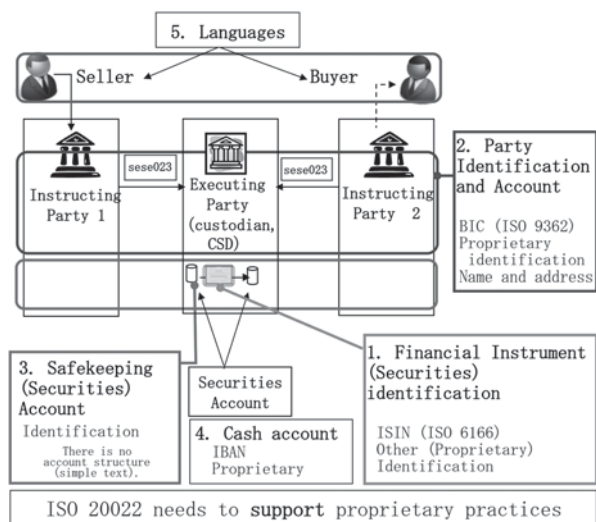 5. Languages
Seller
Buyer
sese023
sese023
Instructing
Party 1
Executing
Party
(custodian,
CSD)
Instructing
Party 2
2. Party
Identification
and Account
BIC (ISO 9362)
Proprietary
identification
Name and address
3. Safekeeping
(Securities)
Account
Identification
There is no
account structure
(simple text).
Securities
Account
4. Cash account
IBAN
Proprietary
1. Financial Instrument
(Securities)
identification
ISIN (ISO 6166)
Other (Proprietary)
Identification
ISO 20022 needs to support proprietary practices